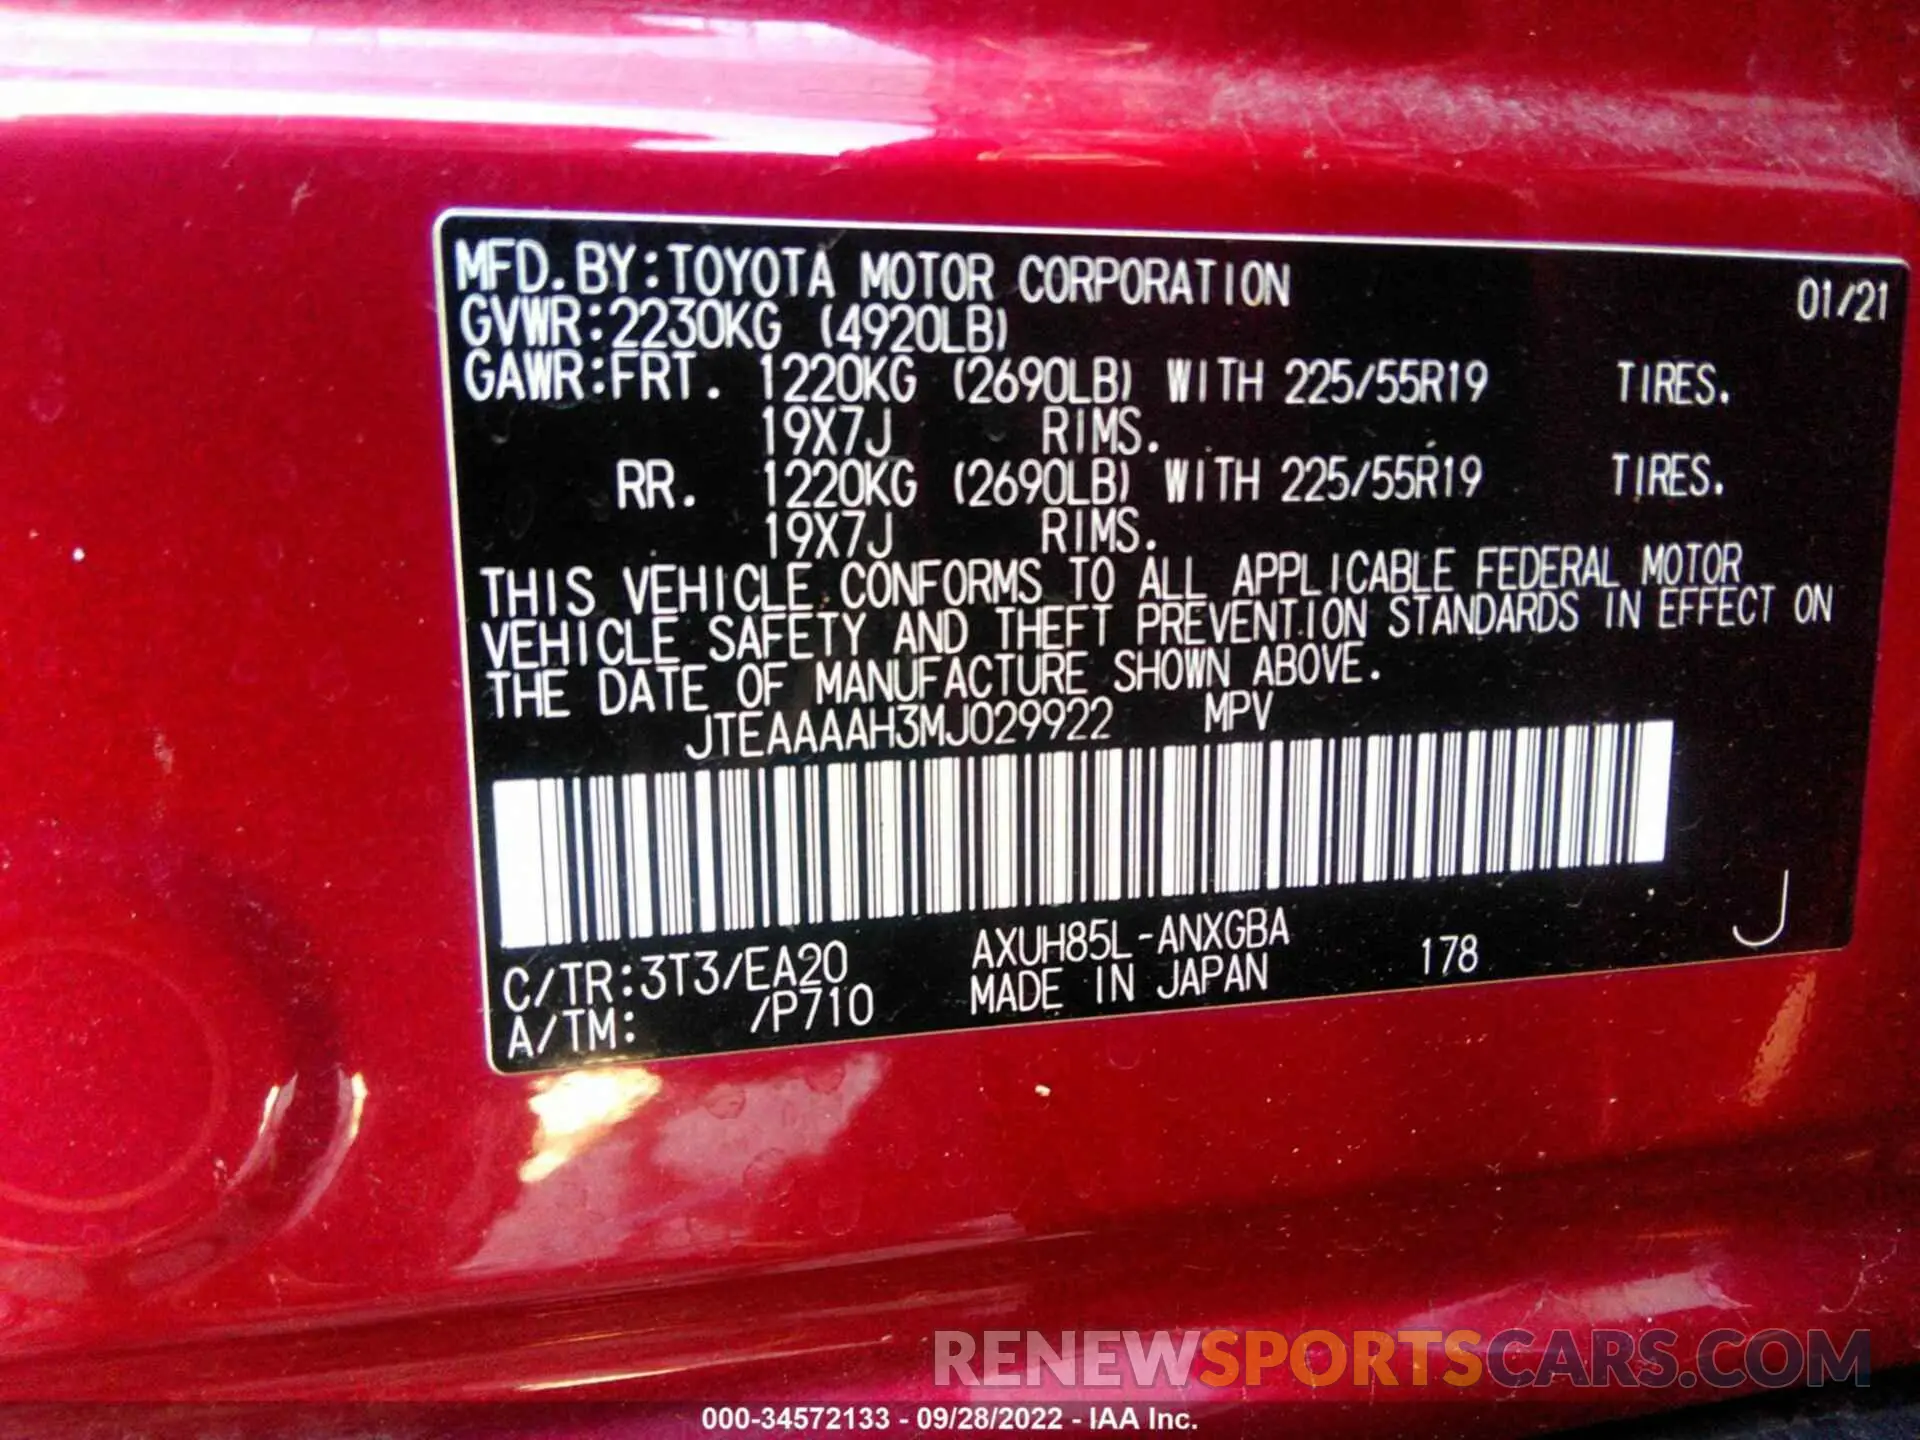 MFD.BY:TOYOTA MOTOR CORPORATION 01/21
GVWR:2230KG (4920LB)
GAWR:FRT. 1220KG (2690LB) WITH 225/55R19 TIRES.
19X7J RIMS.
RR. 1220KG (2690LB) WITH 225/55R19 TIRES.
19X7J RIMS.
THIS VEHICLE CONFORMS TO ALL APPLICABLE FEDERAL MOTOR
VEHICLE SAFETY AND THEFT PREVENTION STANDARDS IN EFFECT ON
THE DATE OF MANUFACTURE SHOWN ABOVE.
JTEAAAAH3MJ029922 MPV
C/TR:3T3/EA20 AXUH85L-ANXGBA 178 J
A/TM: /P710 MADE IN JAPAN
RENEWSPORTSCARS.COM
000-34572133 - 09/28/2022 - IAA Inc.